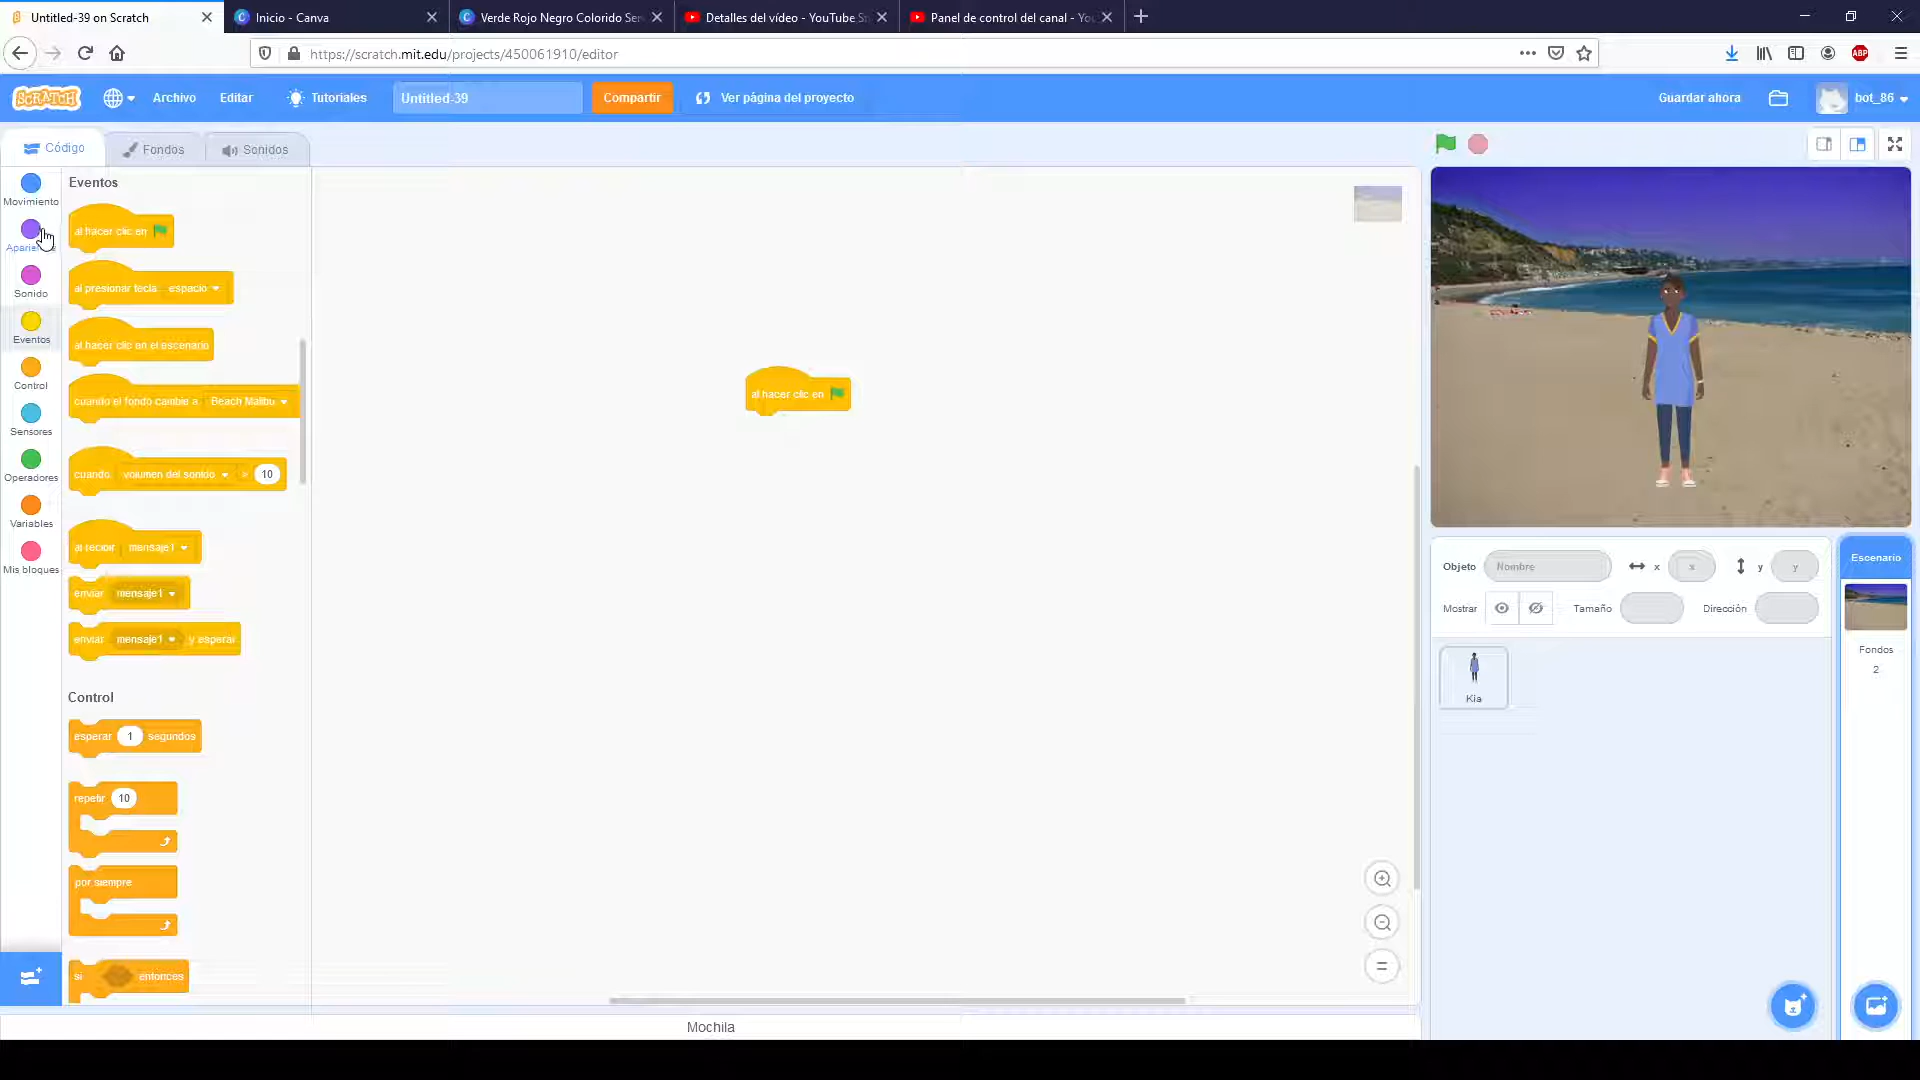 Untitled-39 on Scratch
Inicio - Canva
Verde Rojo Negro Colorido Sen
Detalles del vídeo - YouTube S
Panel de control del canal - You
https://scratch.mit.edu/projects/450061910/editor
ABP
SCRATCH
Archivo
Editar
Tutoriales
Untitled-39
Compartir
Ver página del proyecto
Guardar ahora
bot_86
Código
Fondos
Sonidos
Movimiento
Sonido
Eventos
Control
Sensores
Operadores
Variables
Mis bloques
Eventos
al hacer clic en
al presionar tecla espacio
al hacer clic en el escenario
cuando el fondo cambie a Beach Malibu
cuando volumen del sonido > 10
al recibir mensaje1
enviar mensaje1
enviar mensaje1 y esperar
Control
esperar 1 segundos
repetir 10
por siempre
si entonces
al hacer clic en
Objeto
Nombre
x
x
y
y
Mostrar
Tamaño
Dirección
Kia
Escenario
Fondos
2
Mochila